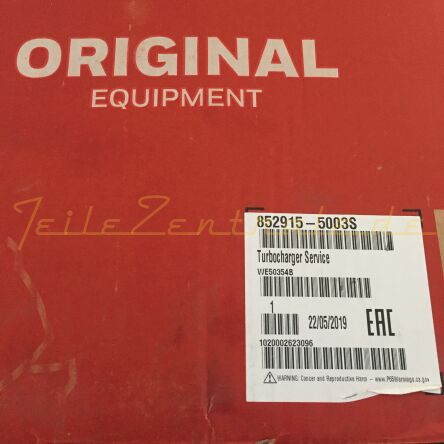 ORIGINAL
EQUIPMENT
TeileZentrum.de
852915-5003S
Turbocharger Service
WE50354B
1
22/05/2019
EAC
1020002623096
WARNING: Cancer and Reproductive Harm - www.P65Warnings.ca.gov